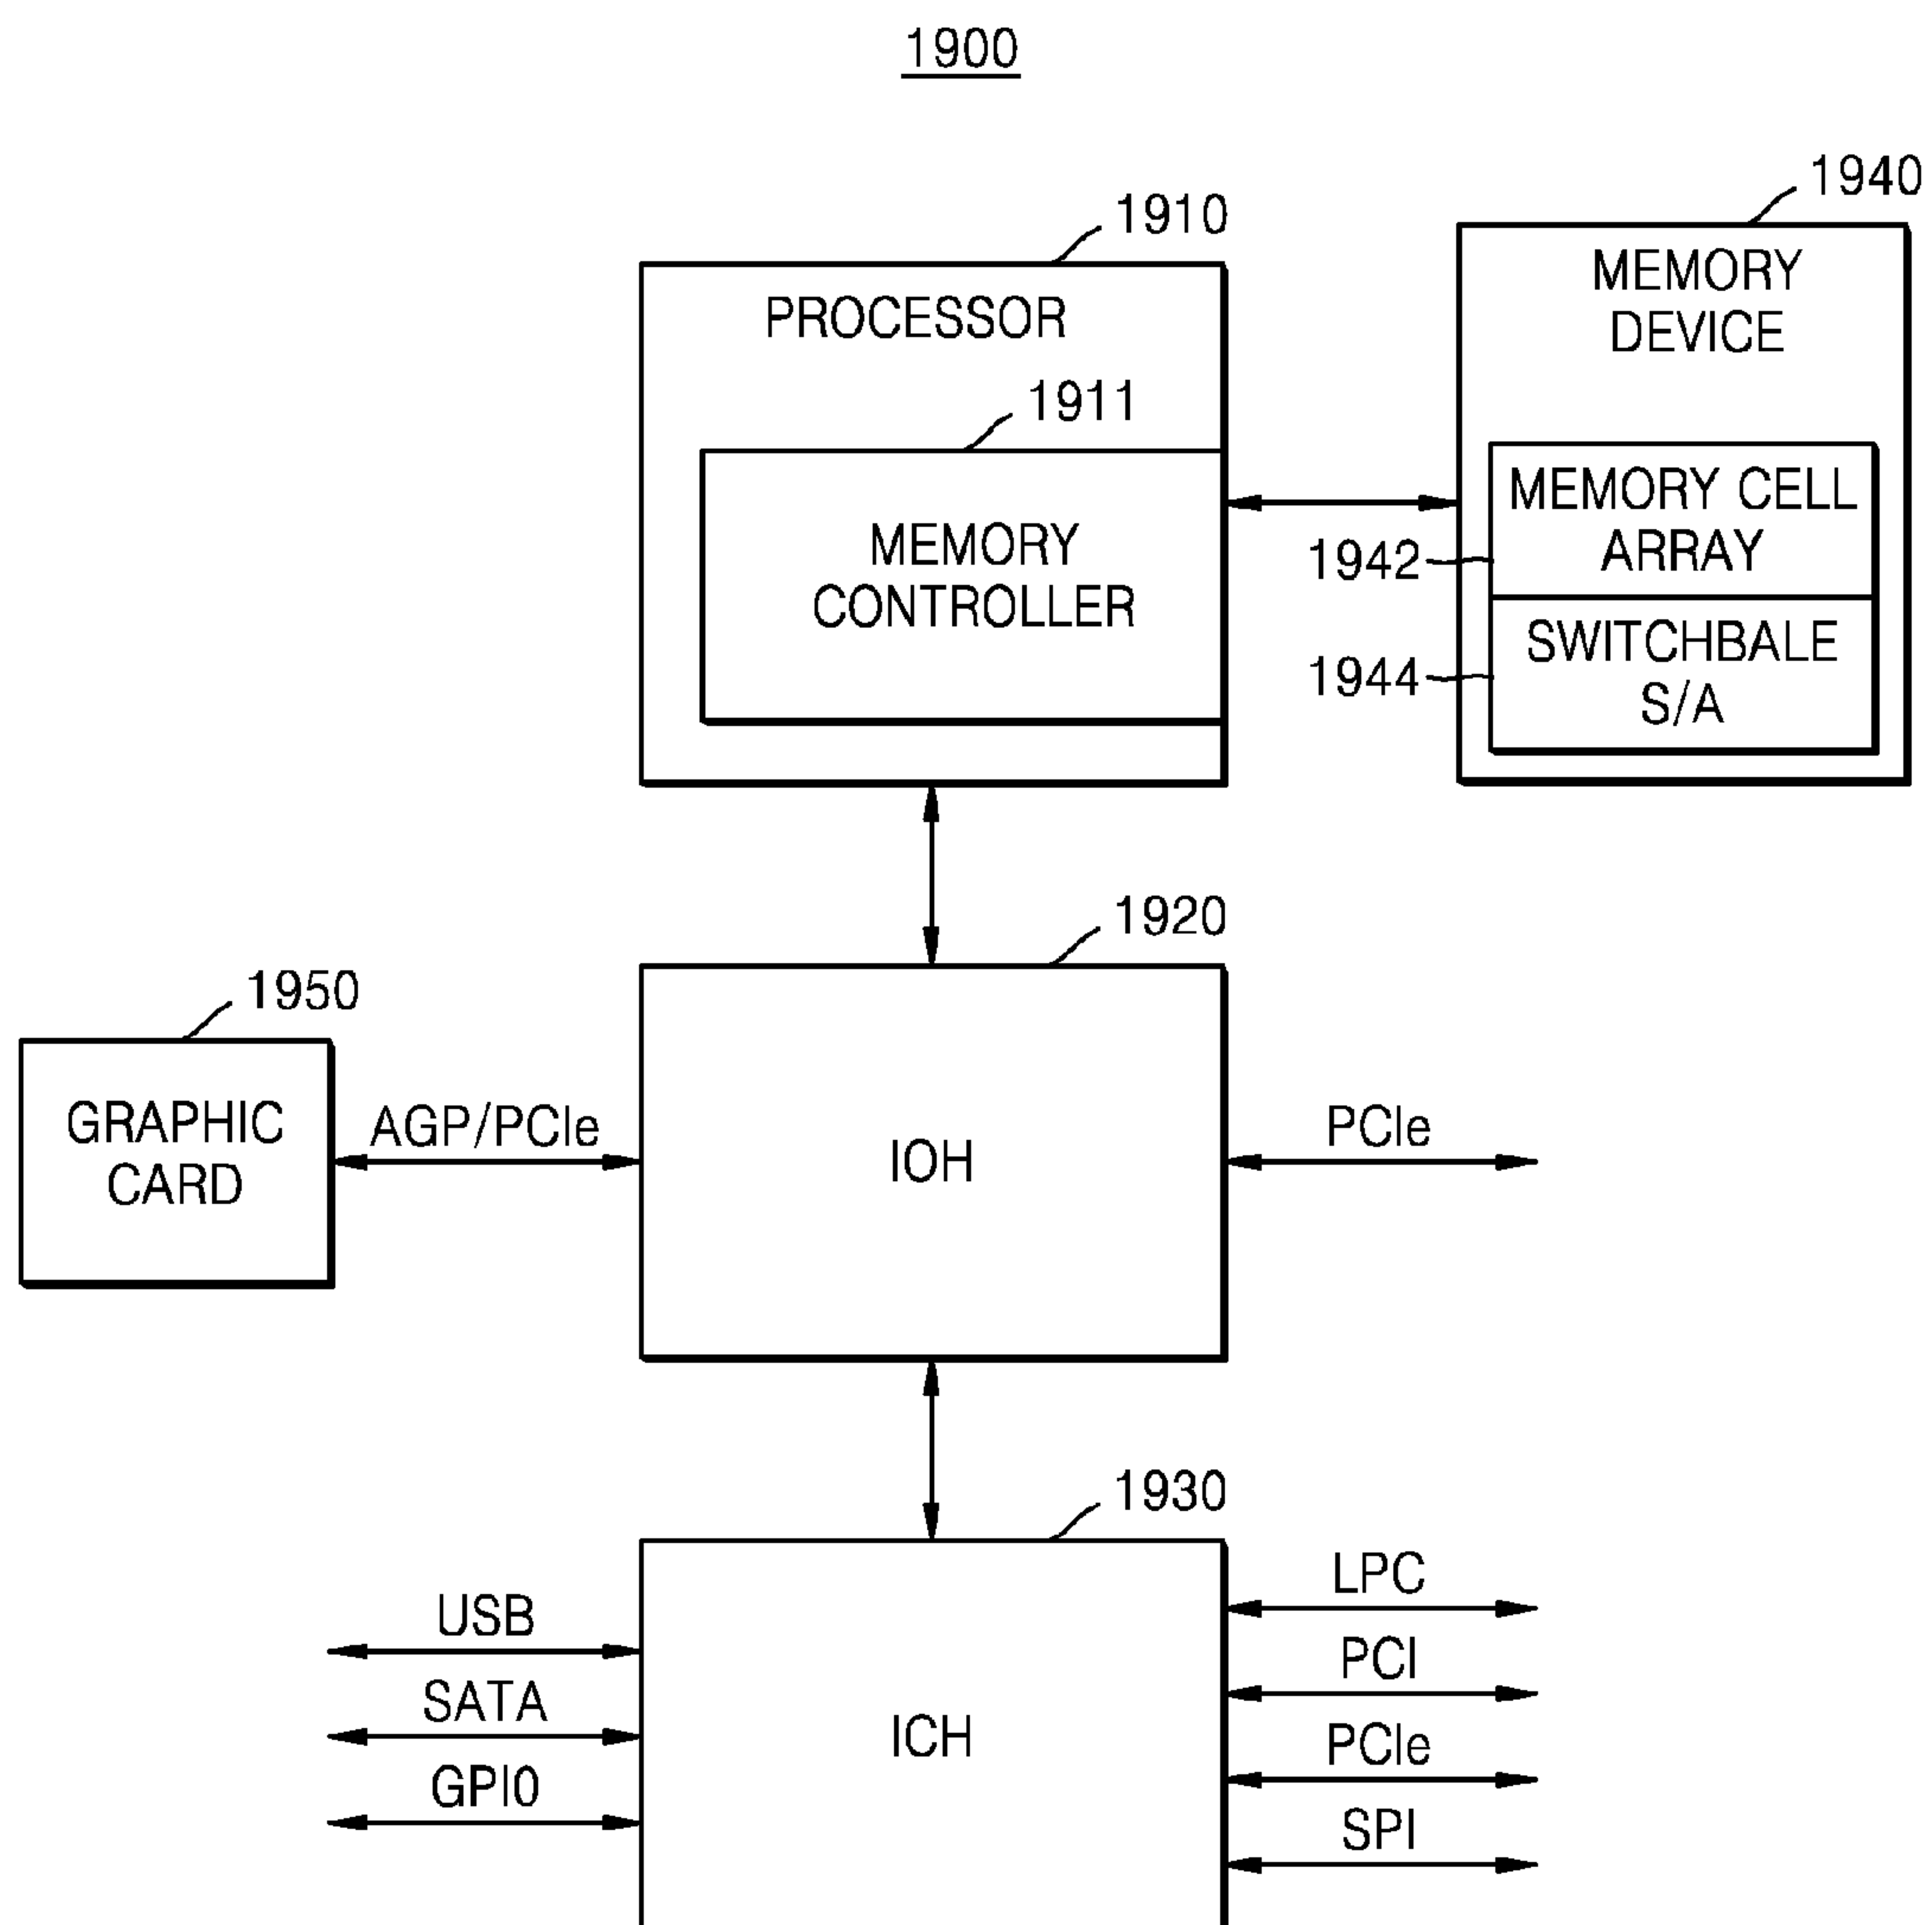 1900
1910
1940
PROCESSOR
MEMORY
DEVICE
1911
MEMORY
CONTROLLER
MEMORY CELL
ARRAY
1942
SWITCHBALE
S/A
1944
1920
1950
GRAPHIC
CARD
AGP/PCIe
IOH
PCIe
1930
USB
SATA
GPI0
ICH
LPC
PCI
PCIe
SPI